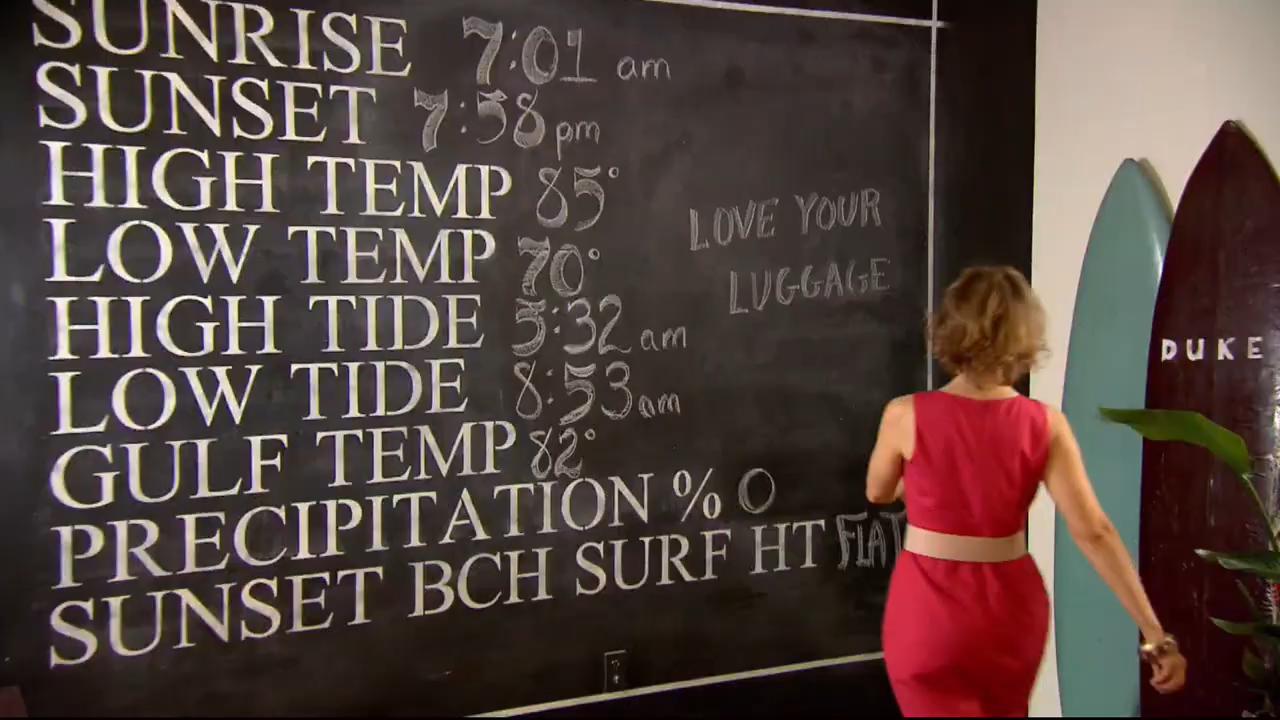 SUNRISE 7:01 am
SUNSET 7:58 pm
HIGH TEMP 85°
LOW TEMP 70°
HIGH TIDE 5:32 am
LOW TIDE 8:53 am
GULF TEMP 82°
PRECIPITATION % 0
SUNSET BCH SURF HT FLAT
LOVE YOUR
LUGGAGE
DUKE